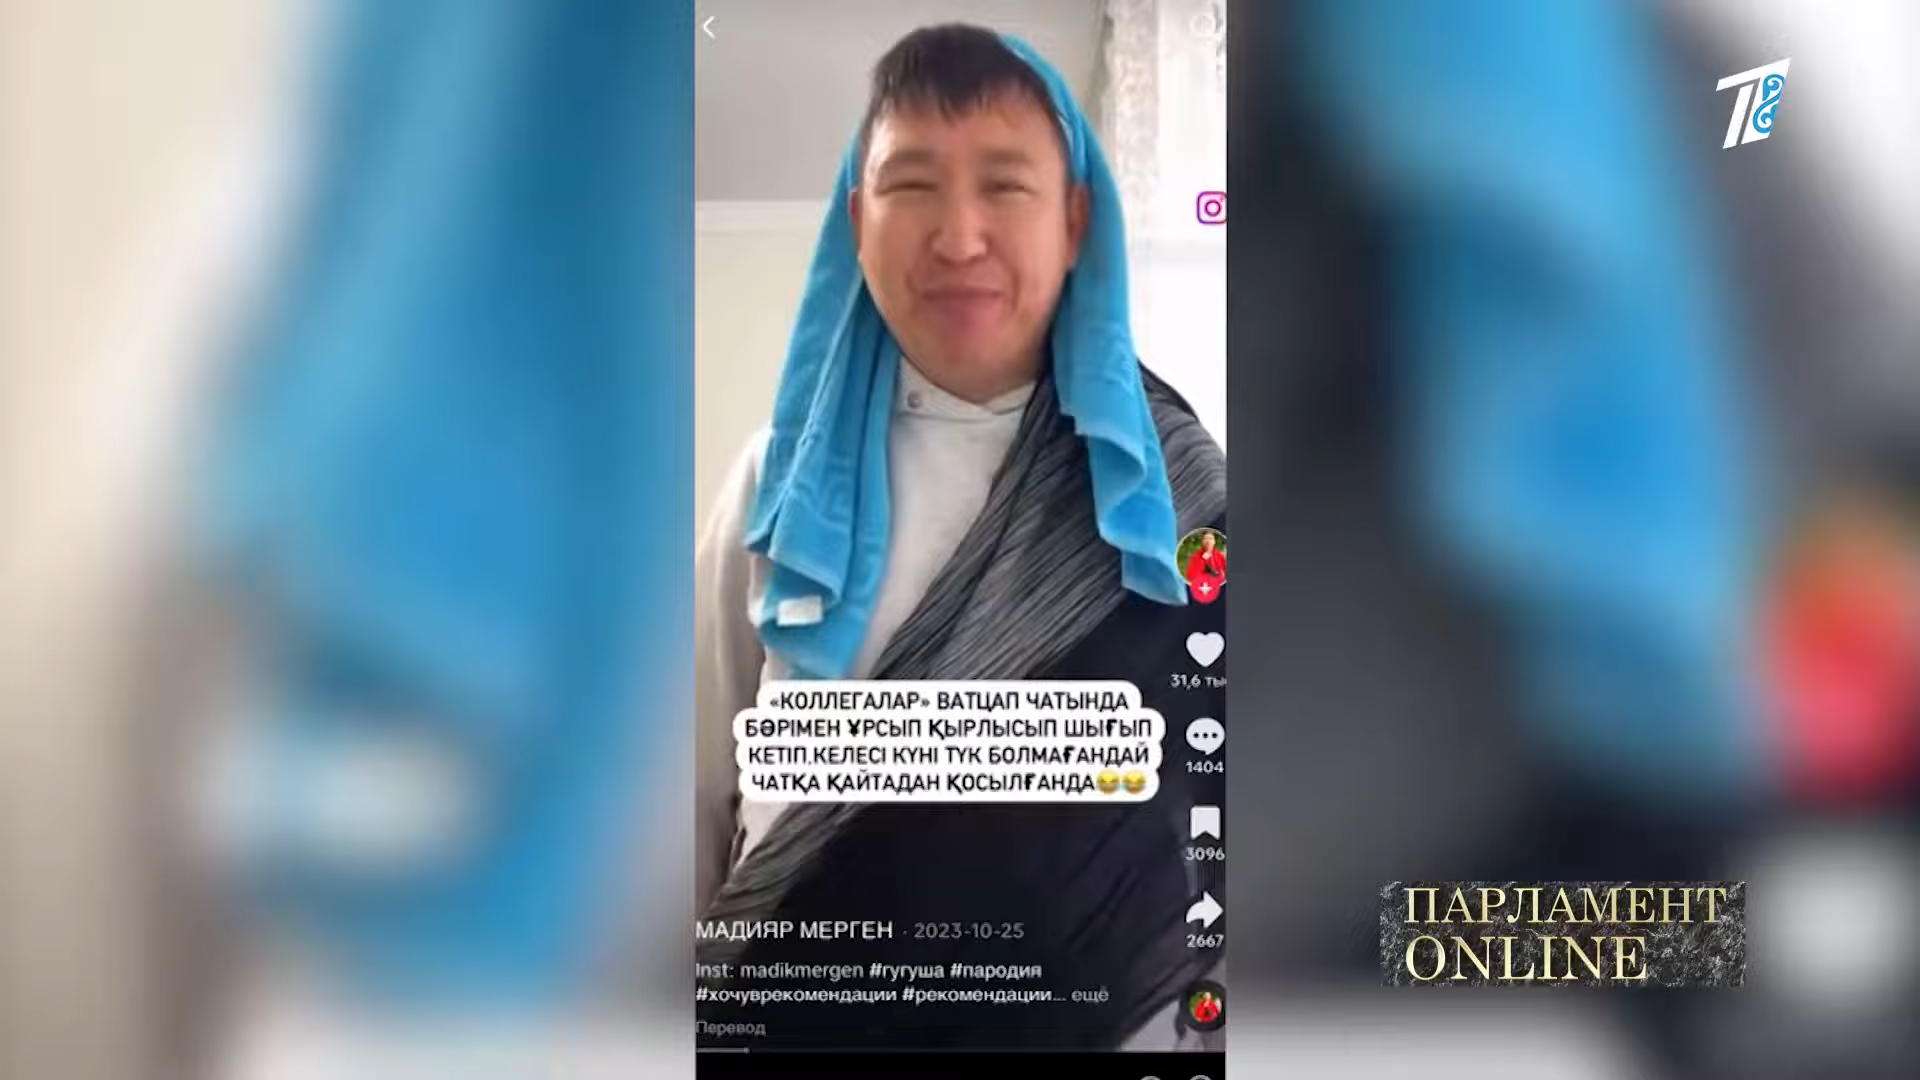 31,6 ты
«КОЛЛЕГАЛАР» ВАТЦАП ЧАТЫНДА
БӘРІМЕН ҰРСЫП ҚЫРЛЫСЫП ШЫҒЫП
КЕТІП,КЕЛЕСІ КҮНІ ТҮК БОЛМАҒАНДАЙ
ЧАТҚА ҚАЙТАДАН ҚОСЫЛҒАНДА😂😂
1404
3096
2667
МАДИЯР МЕРГЕН · 2023-10-25
Inst: madikmergen #гугуша #пародия
#хочуврекомендации #рекомендации... ещё
Перевод
ПАРЛАМЕНТ
ONLINE